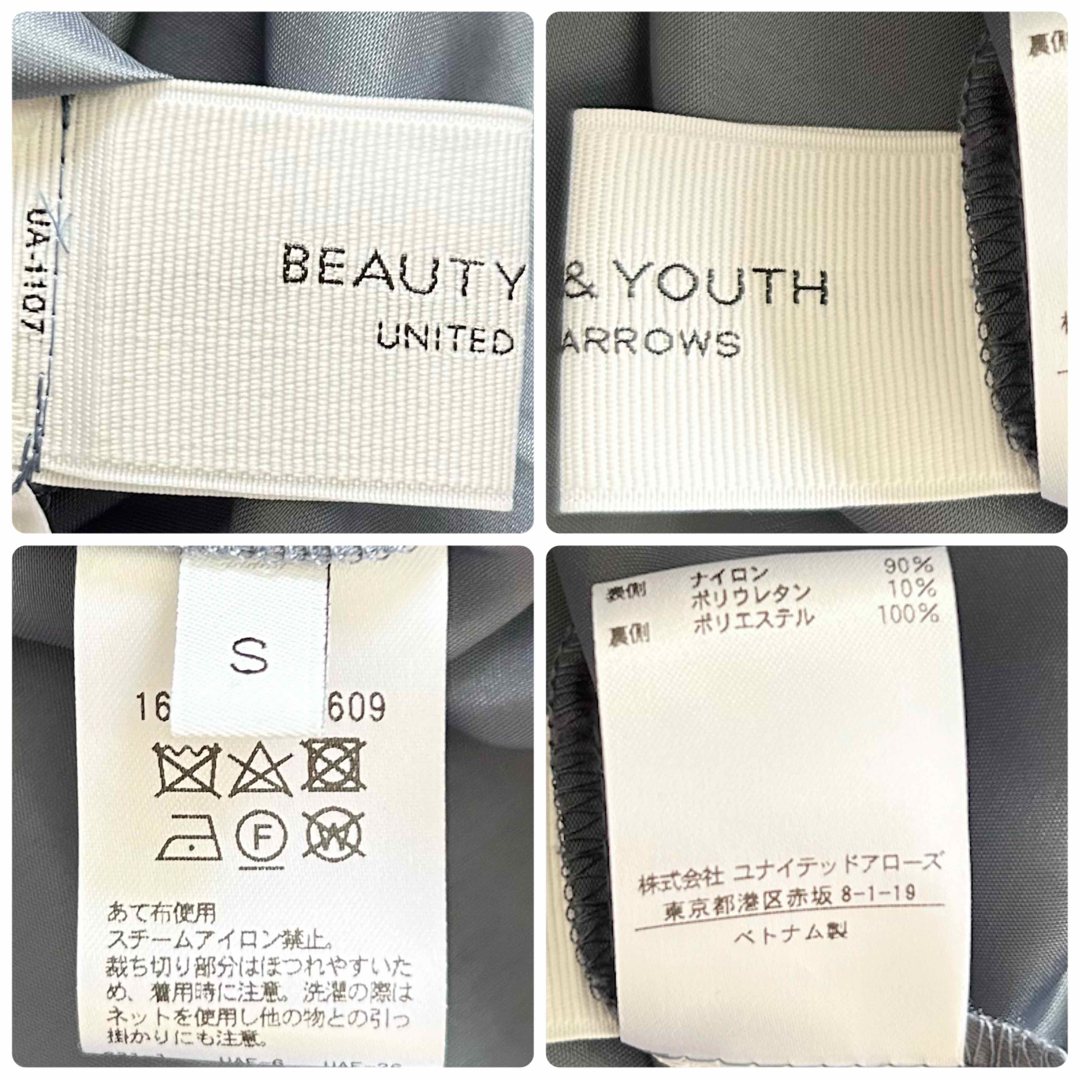 UA-1107
BEAUTY
UNITED
& YOUTH
ARROWS
裏側
S
16 609
F
W
あて布使用
スチームアイロン禁止。
裁ち切り部分はほつれやすいた
め、着用時に注意。洗濯の際は
ネットを使用し他の物との引っ
掛かりにも注意。
表側 ナイロン 90%
ポリウレタン 10%
裏側 ポリエステル 100%
株式会社 ユナイテッドアローズ
東京都港区赤坂 8-1-19
ベトナム製